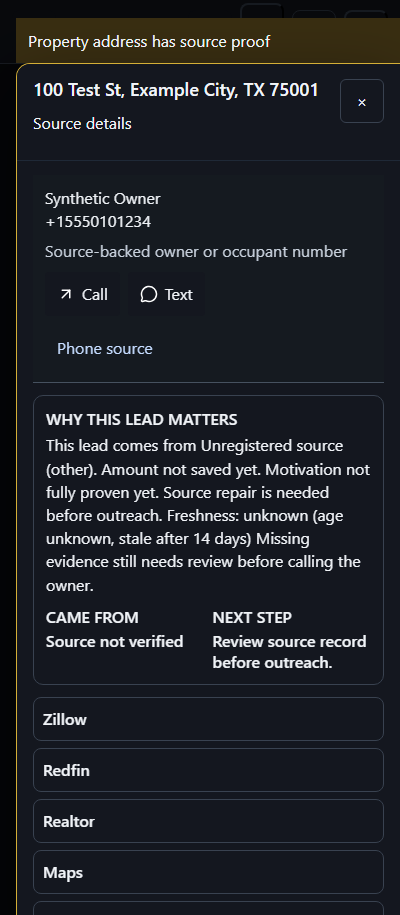 Property address has source proof
100 Test St, Example City, TX 75001
×
Source details
Synthetic Owner
+15550101234
Source-backed owner or occupant number
Call
Text
Phone source
WHY THIS LEAD MATTERS
This lead comes from Unregistered source
(other). Amount not saved yet. Motivation not
fully proven yet. Source repair is needed
before outreach. Freshness: unknown (age
unknown, stale after 14 days) Missing
evidence still needs review before calling the
owner.
CAME FROM
Source not verified
NEXT STEP
Review source record
before outreach.
Zillow
Redfin
Realtor
Maps